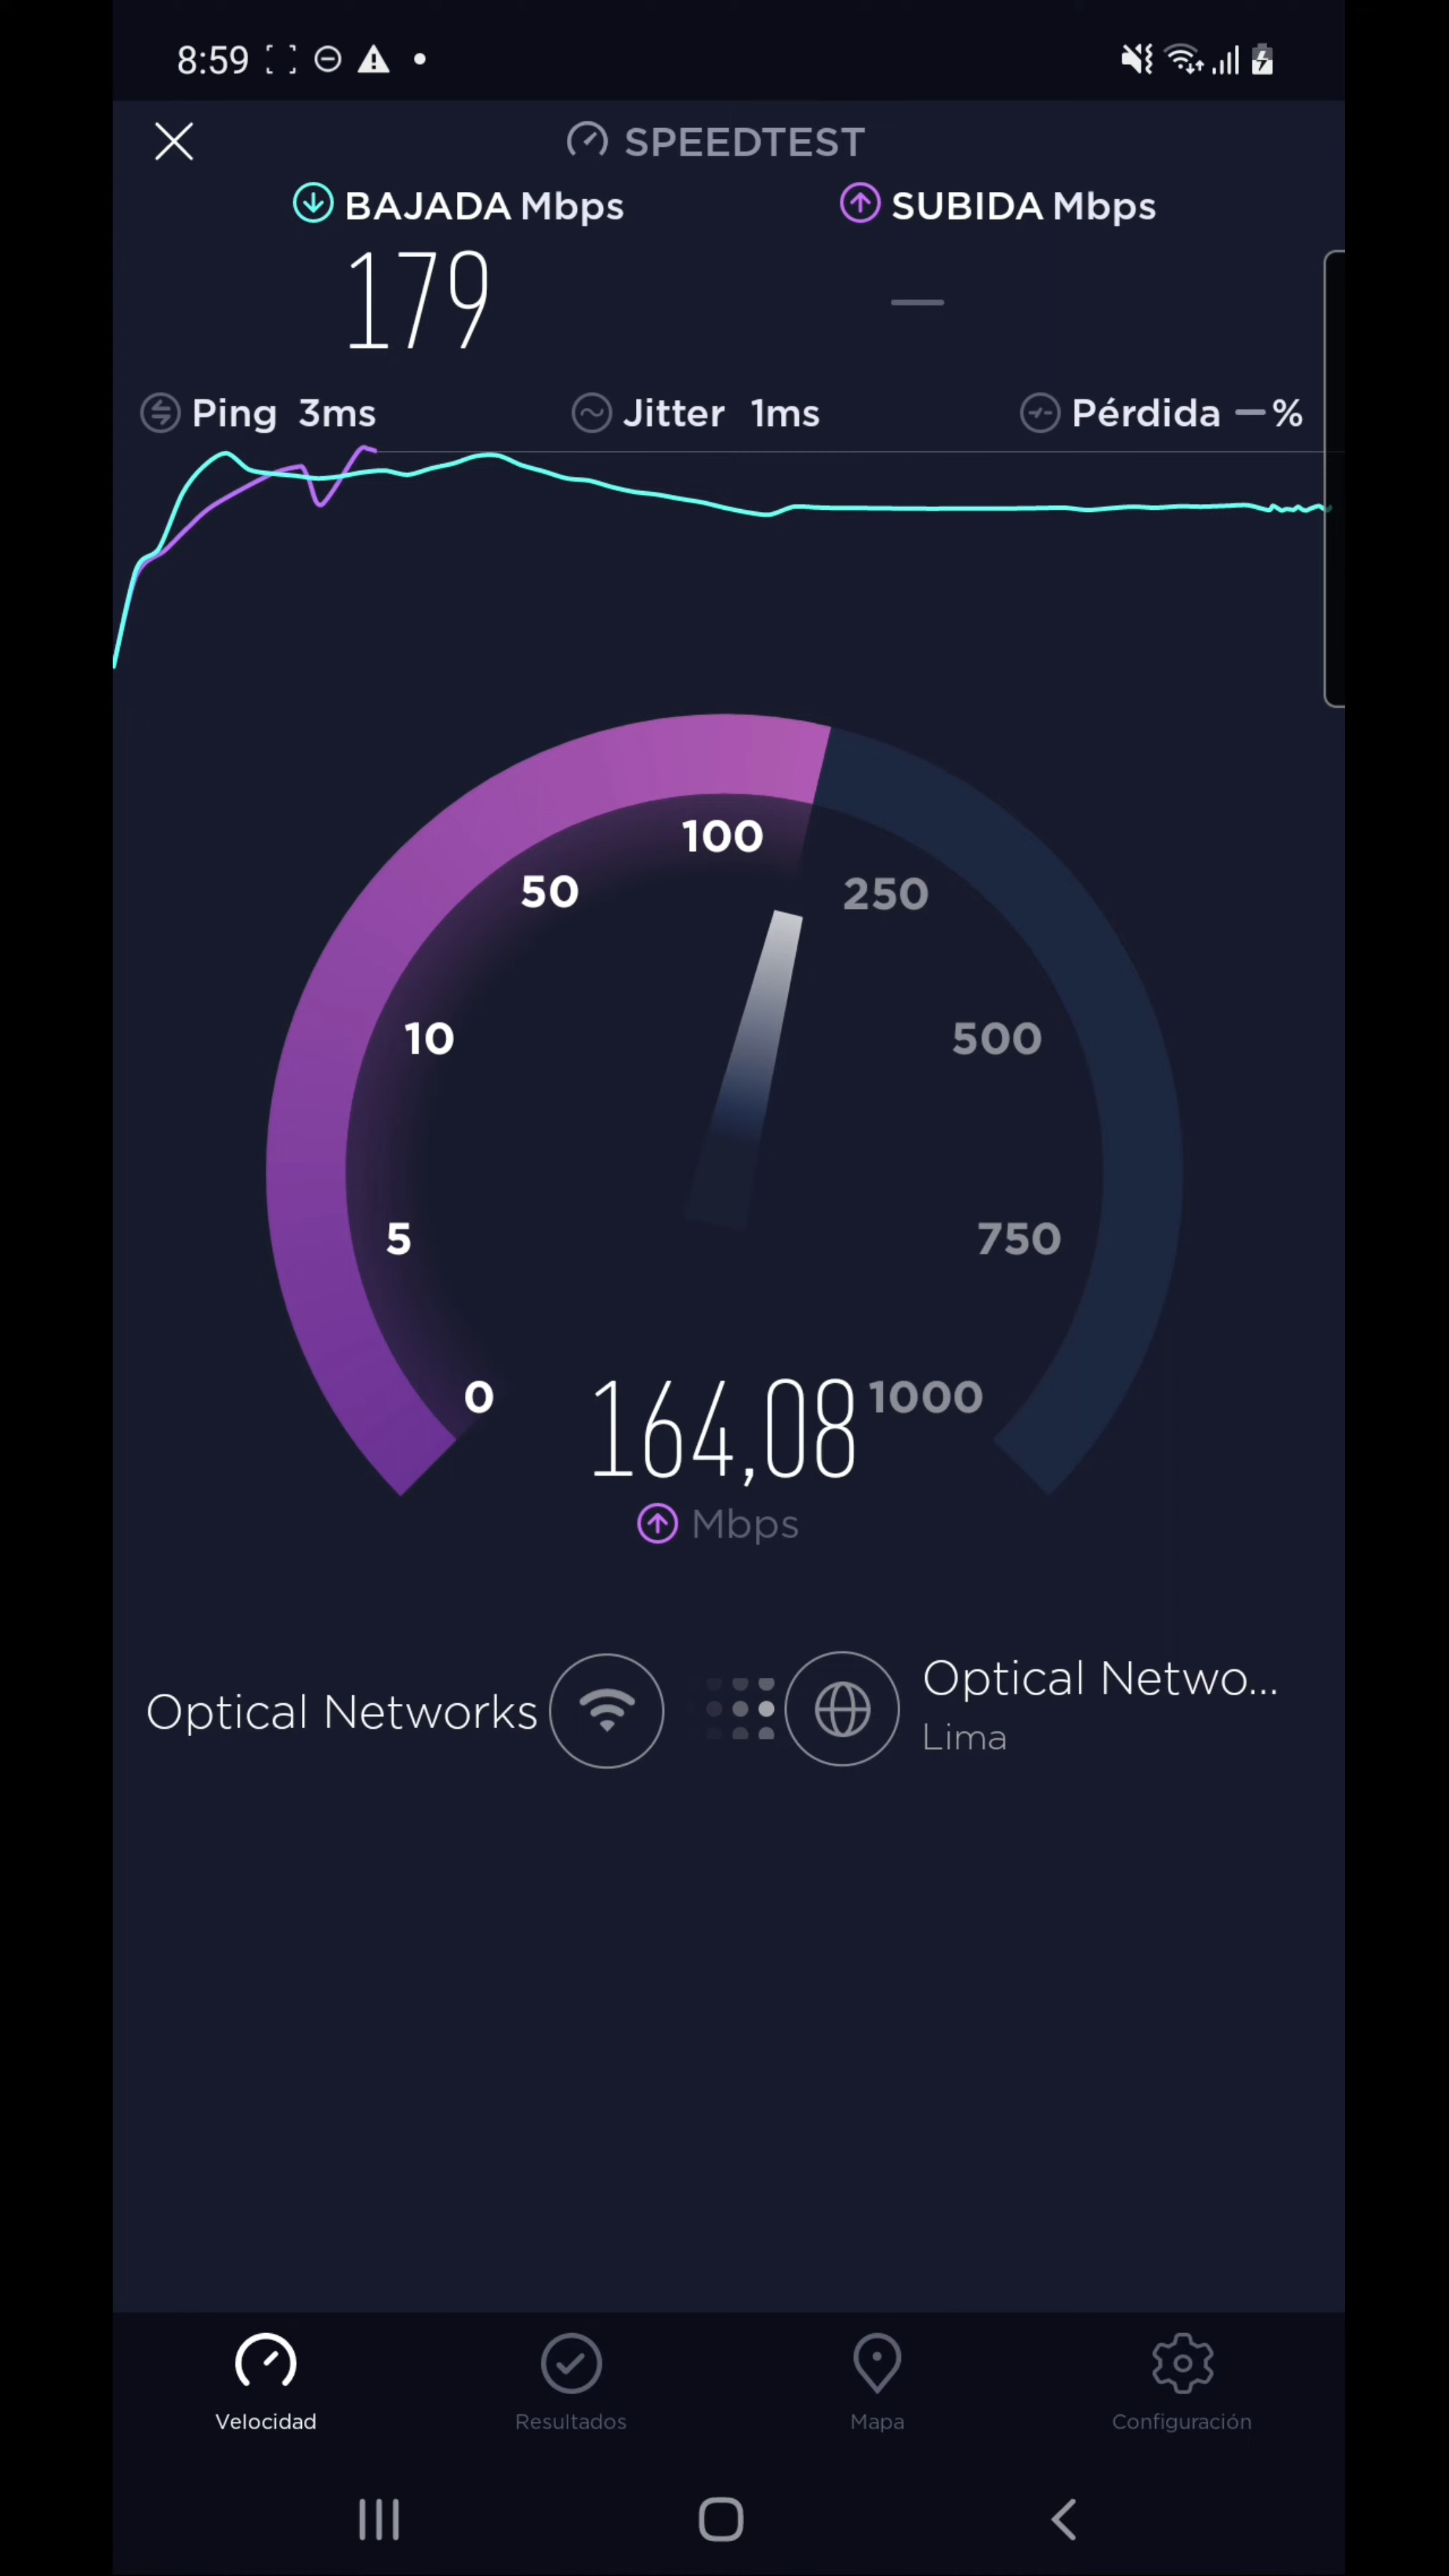 8:59
SPEEDTEST
BAJADA Mbps
SUBIDA Mbps
179
—
Ping 3ms
Jitter 1ms
Pérdida —%
100
50
250
10
500
5
750
0
164,08
1000
Mbps
Optical Networks
Optical Netwo...
Lima
Velocidad
Resultados
Mapa
Configuración